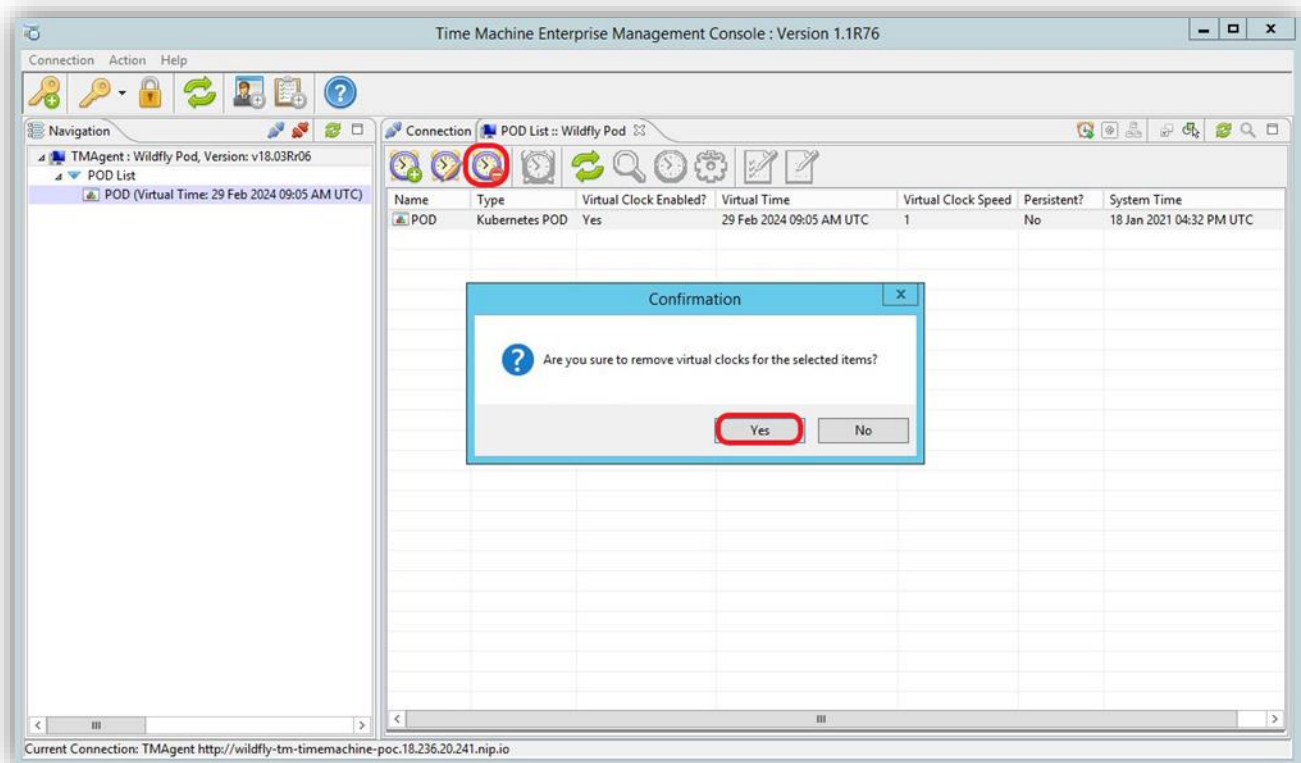 Time Machine Enterprise Management Console : Version 1.1R76
Connection Action Help
Navigation
Connection POD List :: Wildfly Pod
TMAgent : Wildfly Pod, Version: v18.03Rr06
POD List
POD (Virtual Time: 29 Feb 2024 09:05 AM UTC)
Name Type Virtual Clock Enabled? Virtual Time Virtual Clock Speed Persistent? System Time
POD Kubernetes POD Yes 29 Feb 2024 09:05 AM UTC 1 No 18 Jan 2021 04:32 PM UTC
Confirmation
Are you sure to remove virtual clocks for the selected items?
Yes No
Current Connection: TMAgent http://wildfly-tm-timemachine-poc.18.236.20.241.nip.io